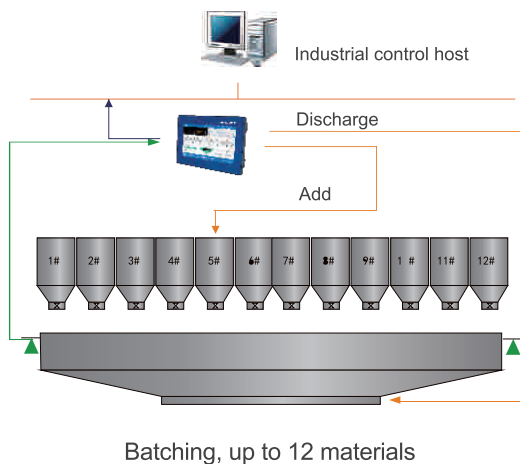 Industrial control host
Discharge
Add
1# 2# 3# 4# 5# 6# 7# 8# 9# 1 # 11# 12#
Batching, up to 12 materials